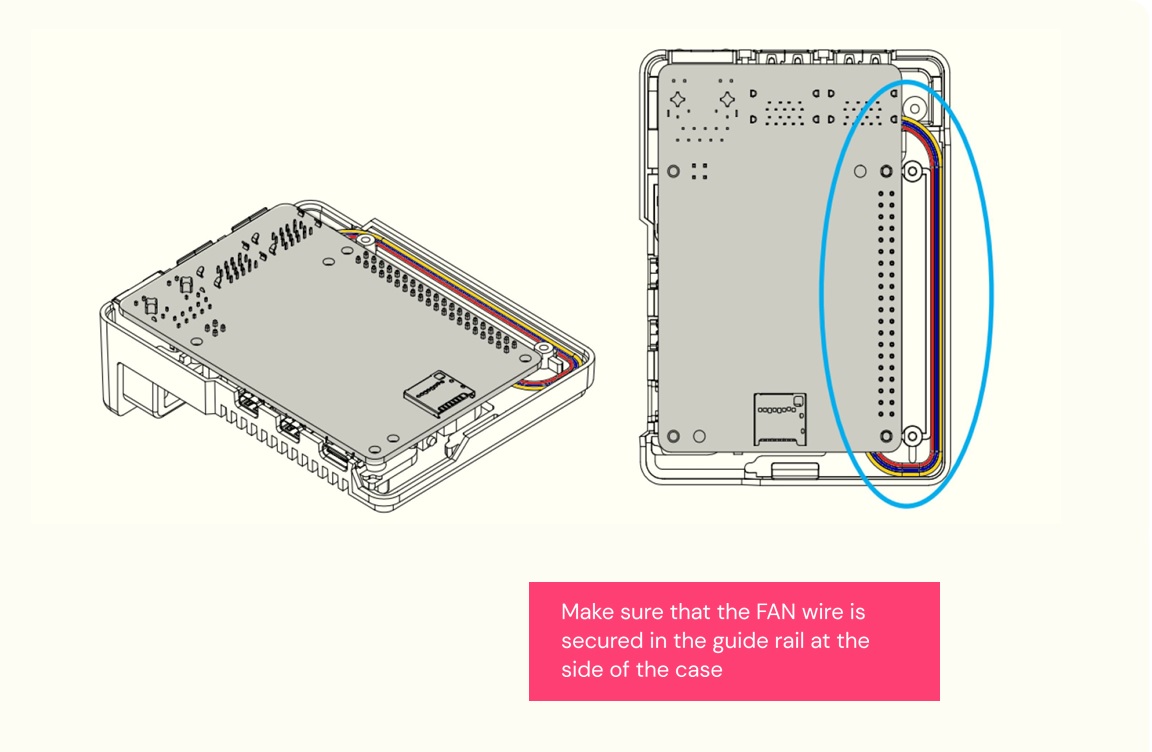 Make sure that the FAN wire is
secured in the guide rail at the
side of the case